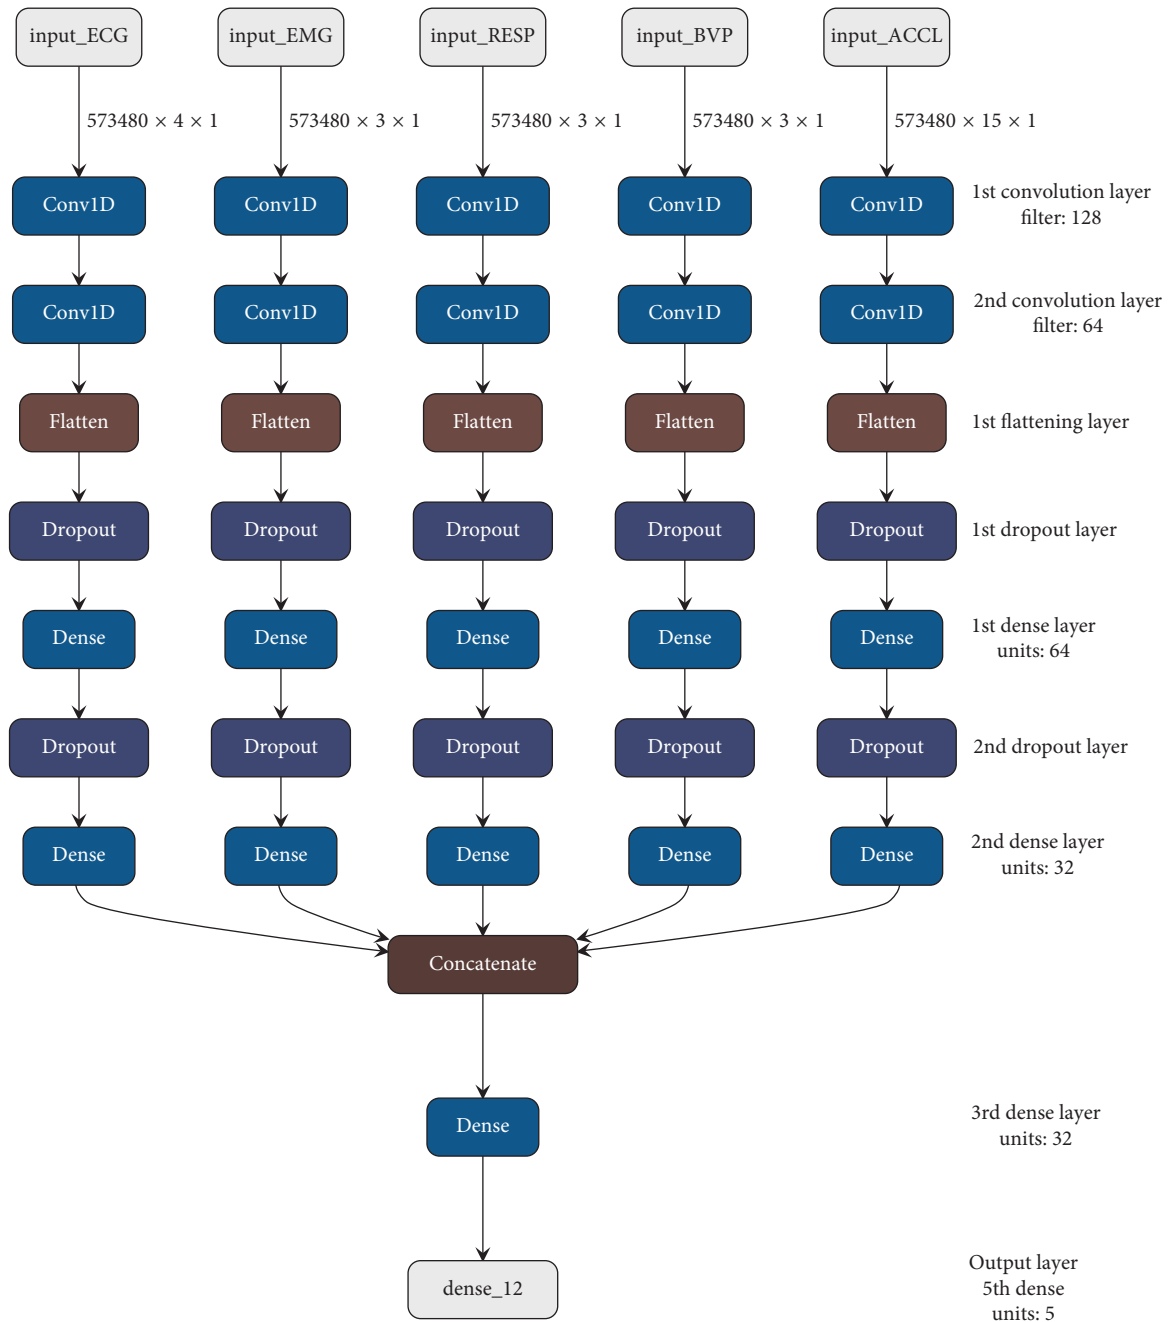 input_ECG input_EMG input_RESP input_BVP input_ACCL
573480 × 4 × 1 573480 × 3 × 1 573480 × 3 × 1 573480 × 3 × 1 573480 × 15 × 1
Conv1D Conv1D Conv1D Conv1D Conv1D
1st convolution layer
filter: 128
Conv1D Conv1D Conv1D Conv1D Conv1D
2nd convolution layer
filter: 64
Flatten Flatten Flatten Flatten Flatten
1st flattening layer
Dropout Dropout Dropout Dropout Dropout
1st dropout layer
Dense Dense Dense Dense Dense
1st dense layer
units: 64
Dropout Dropout Dropout Dropout Dropout
2nd dropout layer
Dense Dense Dense Dense Dense
2nd dense layer
units: 32
Concatenate
Dense
3rd dense layer
units: 32
dense_12
Output layer
5th dense
units: 5